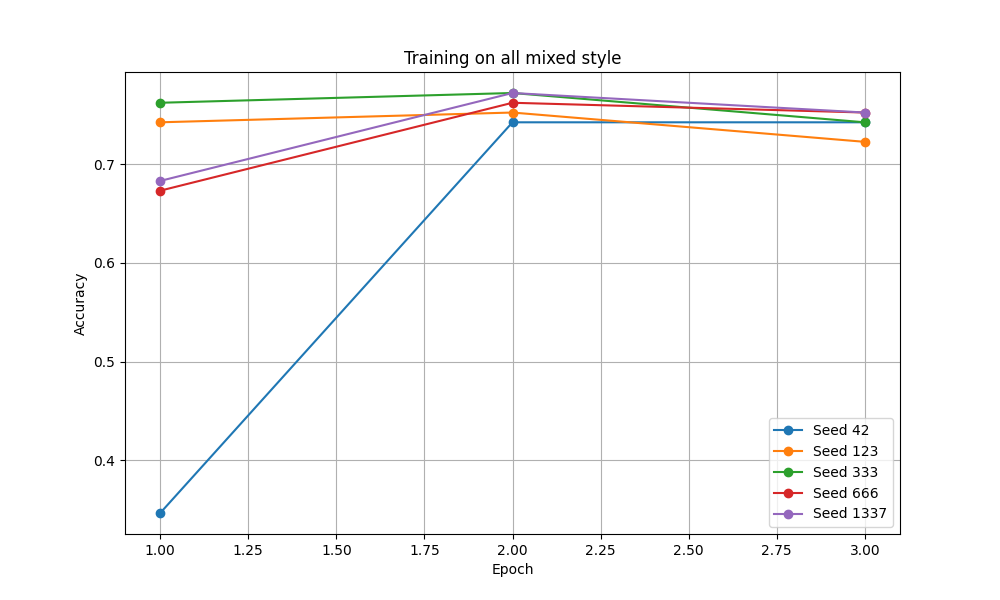 Training on all mixed style
Accuracy
0.7
0.6
0.5
0.4
1.00 1.25 1.50 1.75 2.00 2.25 2.50 2.75 3.00
Epoch
Seed 42
Seed 123
Seed 333
Seed 666
Seed 1337